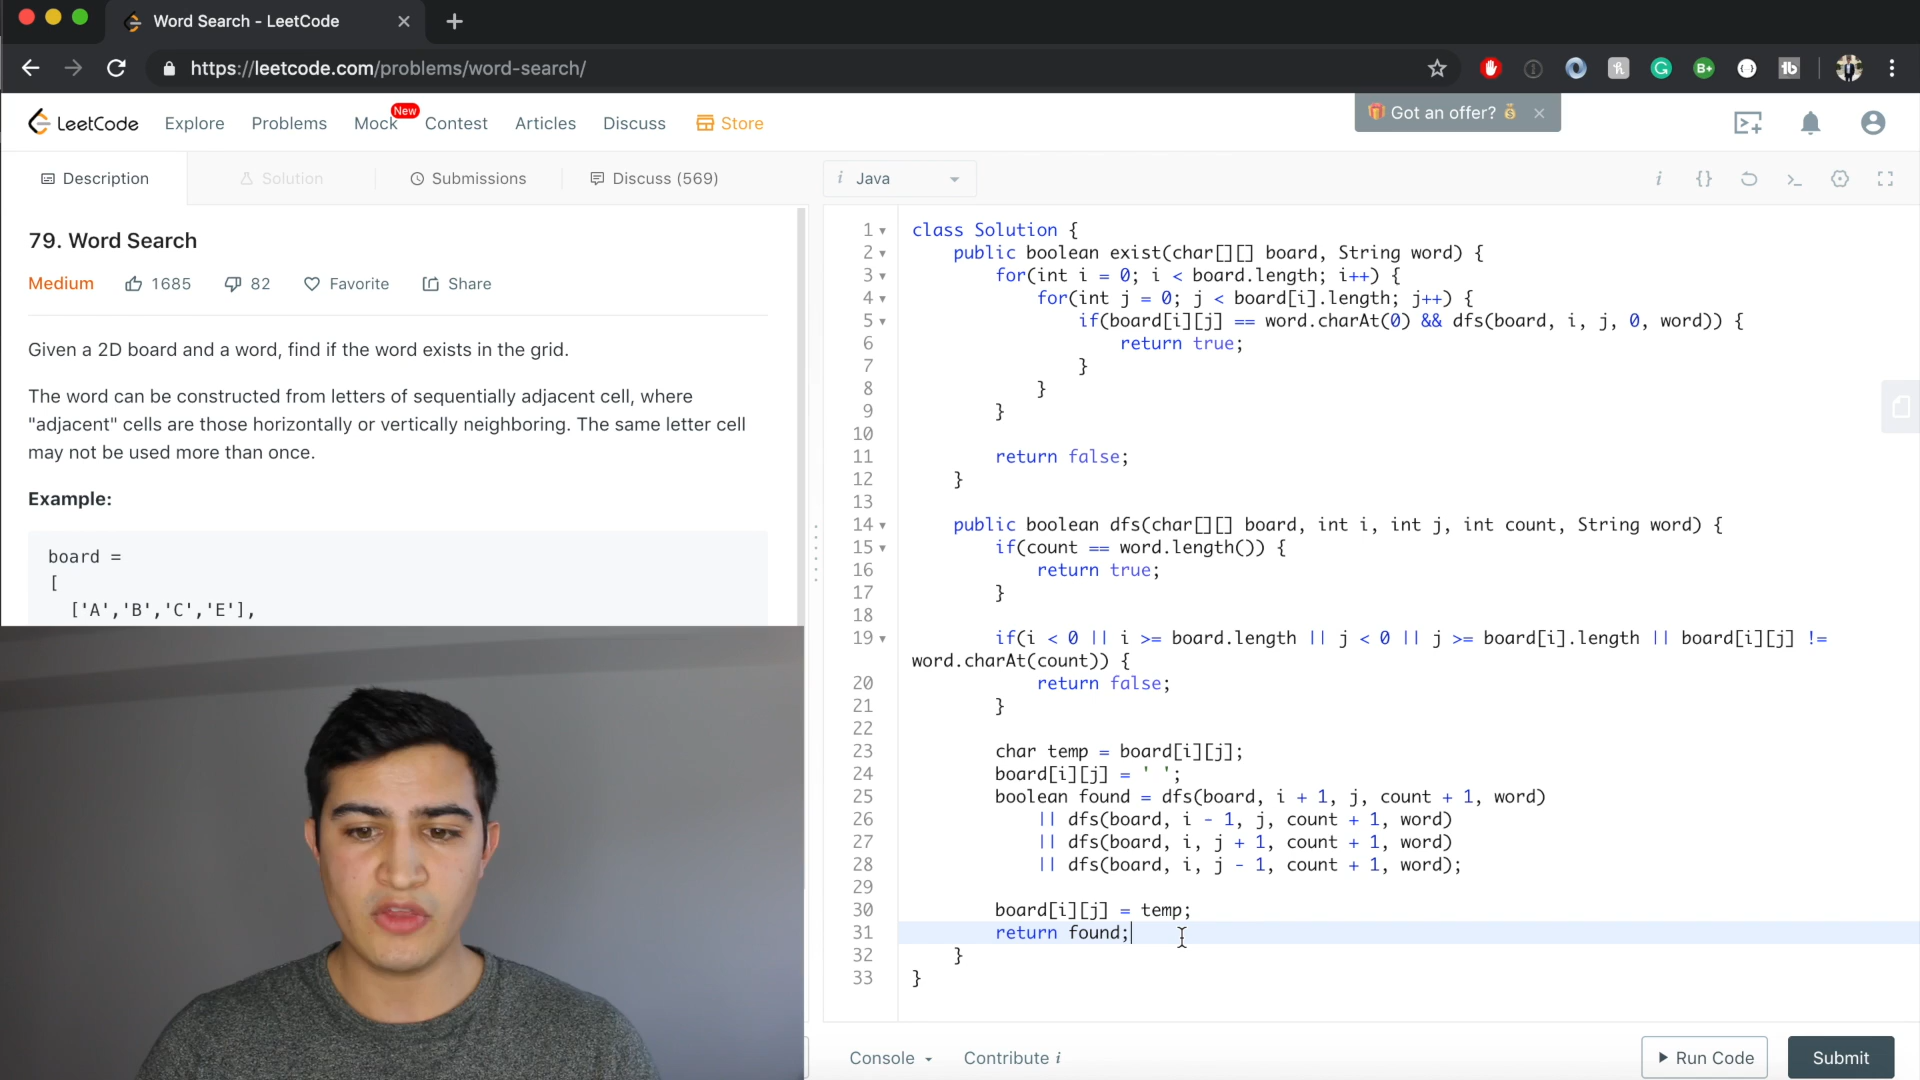 Word Search - LeetCode
https://leetcode.com/problems/word-search/
LeetCode Explore Problems Mock New Contest Articles Discuss Store
Got an offer?
Description Solution Submissions Discuss (569)
79. Word Search
Medium 1685 82 Favorite Share
Given a 2D board and a word, find if the word exists in the grid.
The word can be constructed from letters of sequentially adjacent cell, where
"adjacent" cells are those horizontally or vertically neighboring. The same letter cell
may not be used more than once.
Example:
board =
[
['A','B','C','E'],
i Java
1 class Solution {
2 public boolean exist(char[][] board, String word) {
3 for(int i = 0; i < board.length; i++) {
4 for(int j = 0; j < board[i].length; j++) {
5 if(board[i][j] == word.charAt(0) && dfs(board, i, j, 0, word)) {
6 return true;
7 }
8 }
9 }
10
11 return false;
12 }
13
14 public boolean dfs(char[][] board, int i, int j, int count, String word) {
15 if(count == word.length()) {
16 return true;
17 }
18
19 if(i < 0 || i >= board.length || j < 0 || j >= board[i].length || board[i][j] !=
word.charAt(count)) {
20 return false;
21 }
22
23 char temp = board[i][j];
24 board[i][j] = ' ';
25 boolean found = dfs(board, i + 1, j, count + 1, word)
26 || dfs(board, i - 1, j, count + 1, word)
27 || dfs(board, i, j + 1, count + 1, word)
28 || dfs(board, i, j - 1, count + 1, word);
29
30 board[i][j] = temp;
31 return found;
32 }
33 }
Console Contribute i
Run Code Submit